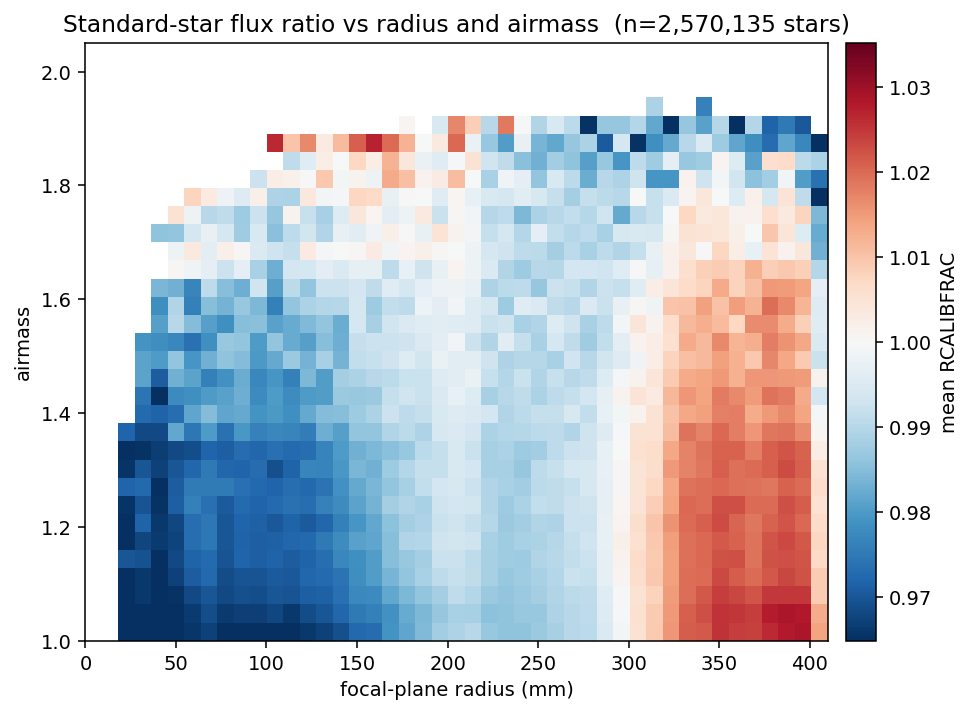 Standard-star flux ratio vs radius and airmass  (n=2,570,135 stars)
2.0
1.8
1.6
1.4
1.2
1.0
airmass
0 50 100 150 200 250 300 350 400
focal-plane radius (mm)
1.03
1.02
1.01
1.00
0.99
0.98
0.97
mean RCALIBFRAC